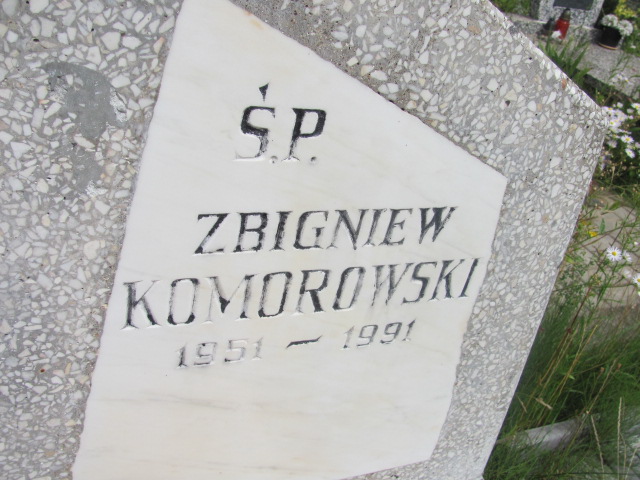 Ś.P.
ZBIGNIEW
KOMOROWSKI
1951 - 1991